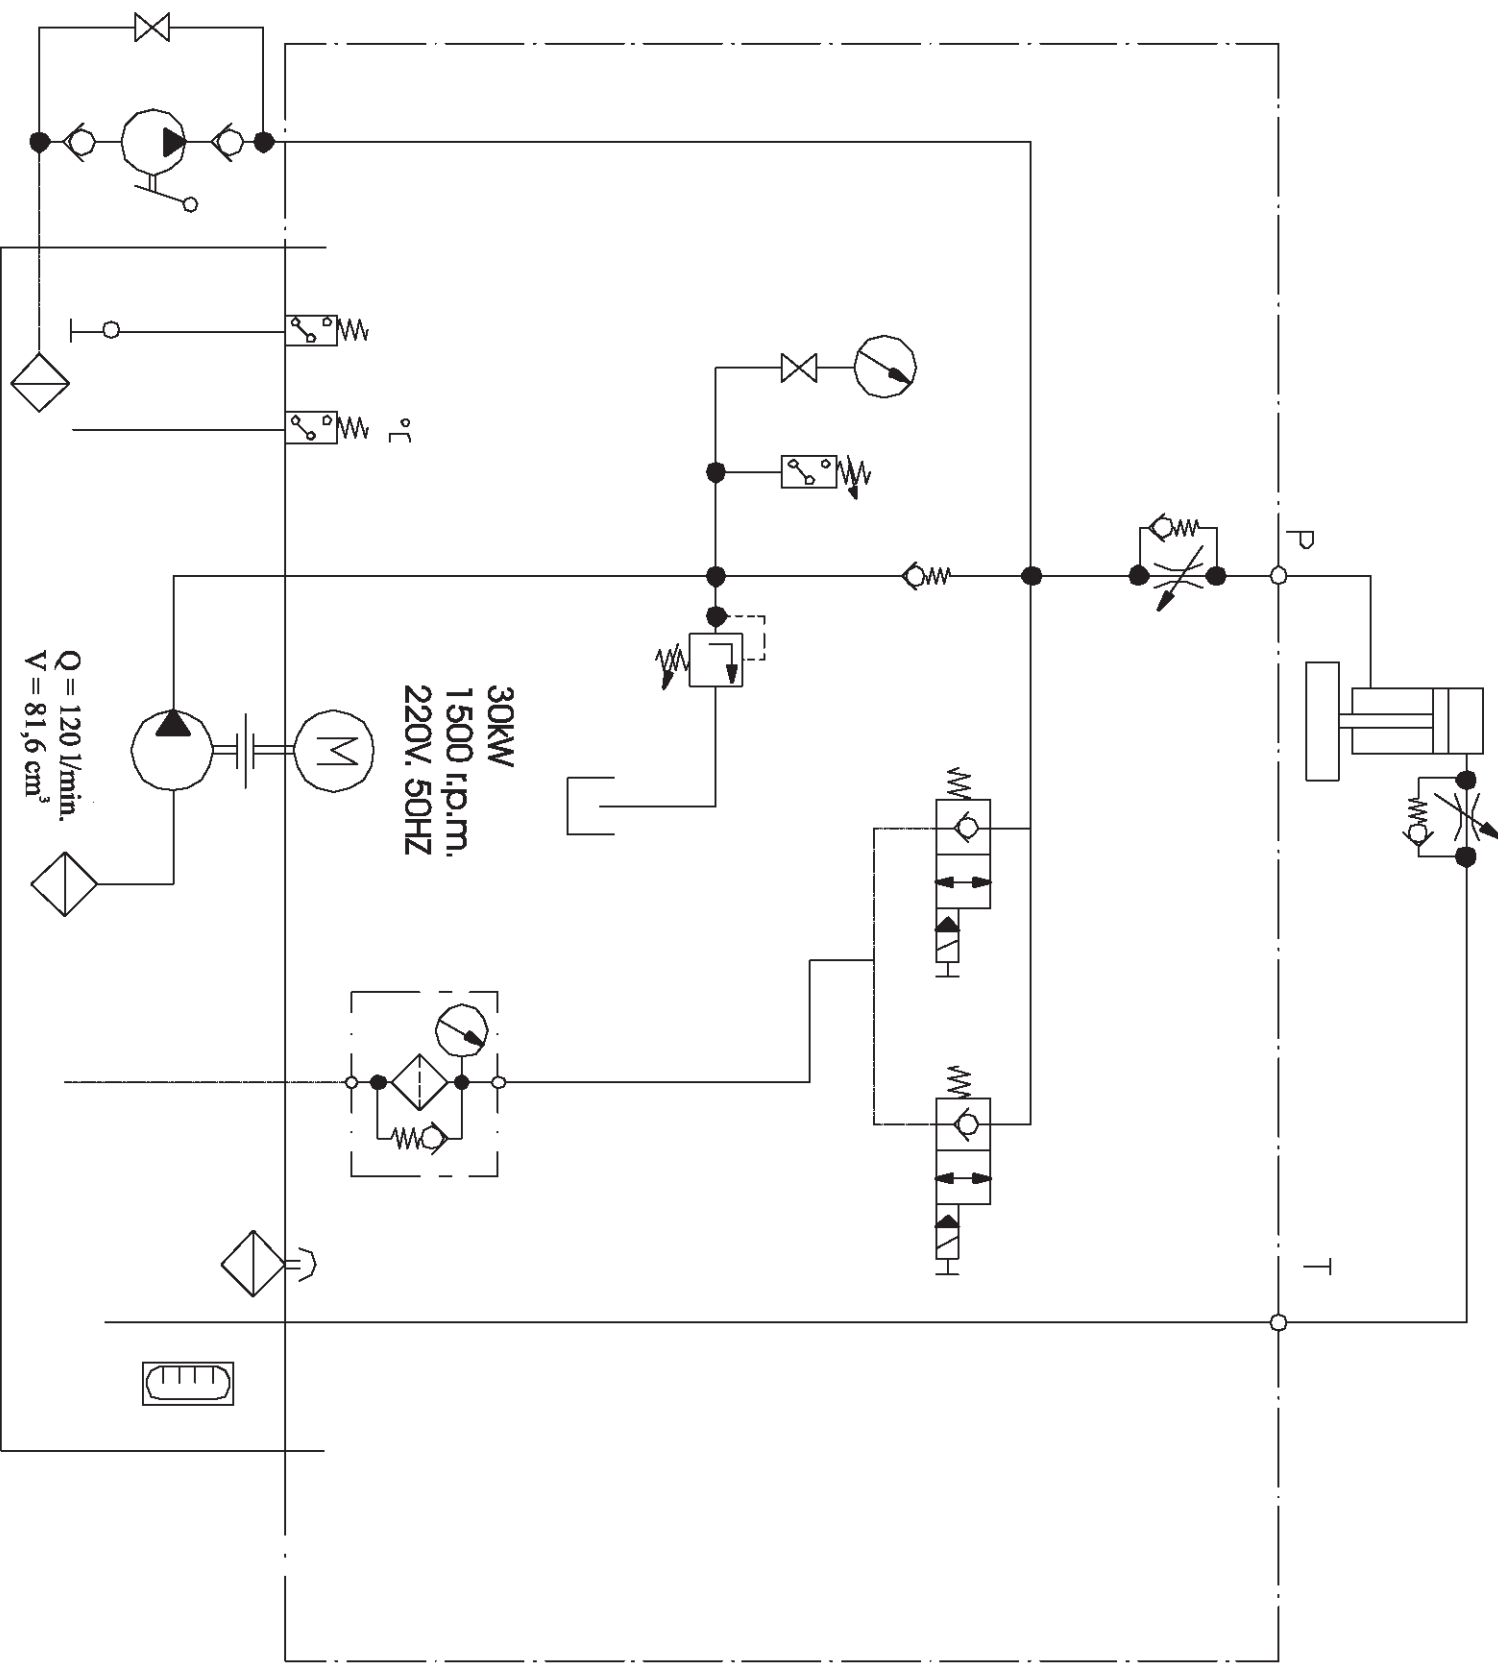 P
°C
30kW
1500 r.p.m.
220V. 50HZ
M
Q = 120 l/min.
V = 81,6 cm³
T